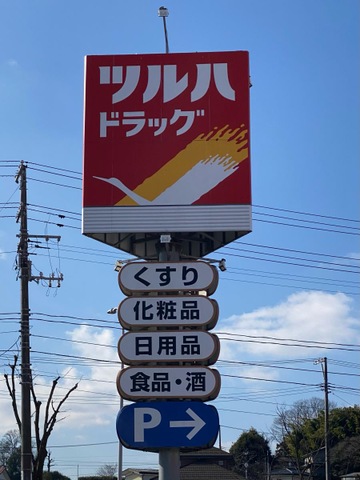 ツルハ
ドラッグ
くすり
化粧品
日用品
食品・酒
P→